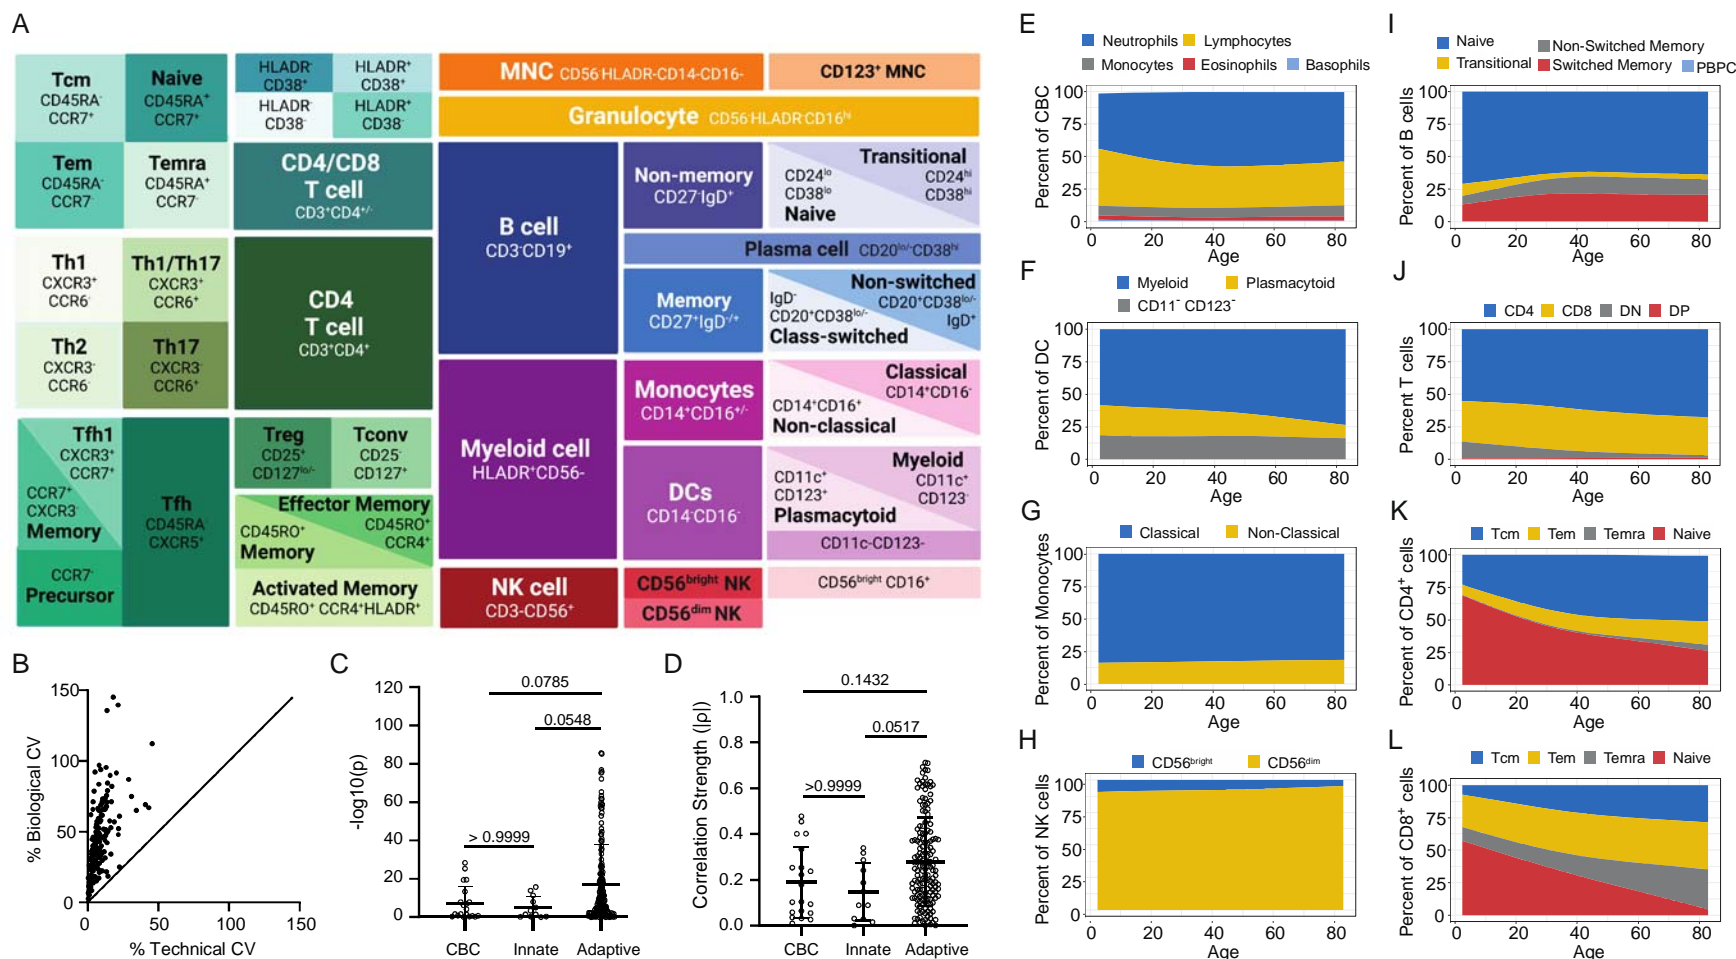 A
Tcm
CD45RA-
CCR7+
Naive
CD45RA+
CCR7+
HLADR-
CD38+
HLADR+
CD38+
HLADR-
CD38-
HLADR+
CD38-
Tem
CD45RA-
CCR7-
Temra
CD45RA+
CCR7-
CD4/CD8
T cell
CD3+CD4+/-
Th1
CXCR3+
CCR6-
Th1/Th17
CXCR3+
CCR6+
Th2
CXCR3-
CCR6-
Th17
CXCR3-
CCR6+
CD4
T cell
CD3+CD4+
Tfh1
CXCR3+
CCR7+
CCR7+
CXCR3-
Memory
CCR7-
Precursor
Tfh
CD45RA-
CXCR5+
Treg
CD25+
CD127lo/-
Tconv
CD25-
CD127+
Effector Memory
CD45RO+
CCR4+
CD45RO+
Memory
Activated Memory
CD45RO+ CCR4+HLADR+
MNC CD56-HLADR-CD14-CD16-
CD123+ MNC
Granulocyte CD56-HLADR-CD16hi
B cell
CD3-CD19+
Non-memory
CD27-IgD+
Transitional
CD24hi
CD38hi
CD24lo
CD38lo
Naive
Plasma cell CD20lo/-CD38hi
Memory
CD27+IgD-/+
Non-switched
CD20+CD38lo/-
IgD+
IgD-
CD20+CD38lo/-
Class-switched
Myeloid cell
HLADR+CD56-
Monocytes
CD14+CD16+/-
Classical
CD14+CD16-
CD14+CD16+
Non-classical
DCs
CD14-CD16-
Myeloid
CD11c+
CD123-
CD11c+
CD123+
Plasmacytoid
CD11c-CD123-
NK cell
CD3-CD56+
CD56bright NK
CD56dim NK
CD56bright CD16+
B
% Biological CV
150
100
50
0
0
50
100
150
% Technical CV
C
-log10(p)
120
100
80
60
40
20
0
0.0785
0.0548
> 0.9999
CBC
Innate
Adaptive
D
Correlation Strength (|ρ|)
1.0
0.8
0.6
0.4
0.2
0.0
0.1432
0.0517
>0.9999
CBC
Innate
Adaptive
E
Neutrophils
Lymphocytes
Monocytes
Eosinophils
Basophils
Percent of CBC
100
75
50
25
0
0
20
40
60
80
Age
F
Myeloid
Plasmacytoid
CD11- CD123-
Percent of DC
100
75
50
25
0
0
20
40
60
80
Age
G
Classical
Non-Classical
Percent of Monocytes
100
75
50
25
0
0
20
40
60
80
Age
H
CD56bright
CD56dim
Percent of NK cells
100
75
50
25
0
0
20
40
60
80
Age
I
Naive
Non-Switched Memory
Transitional
Switched Memory
PBPC
Percent of B cells
100
75
50
25
0
0
20
40
60
80
Age
J
CD4
CD8
DN
DP
Percent T cells
100
75
50
25
0
0
20
40
60
80
Age
K
Tcm
Tem
Temra
Naive
Percent of CD4+ cells
100
75
50
25
0
0
20
40
60
80
Age
L
Tcm
Tem
Temra
Naive
Percent of CD8+ cells
100
75
50
25
0
0
20
40
60
80
Age